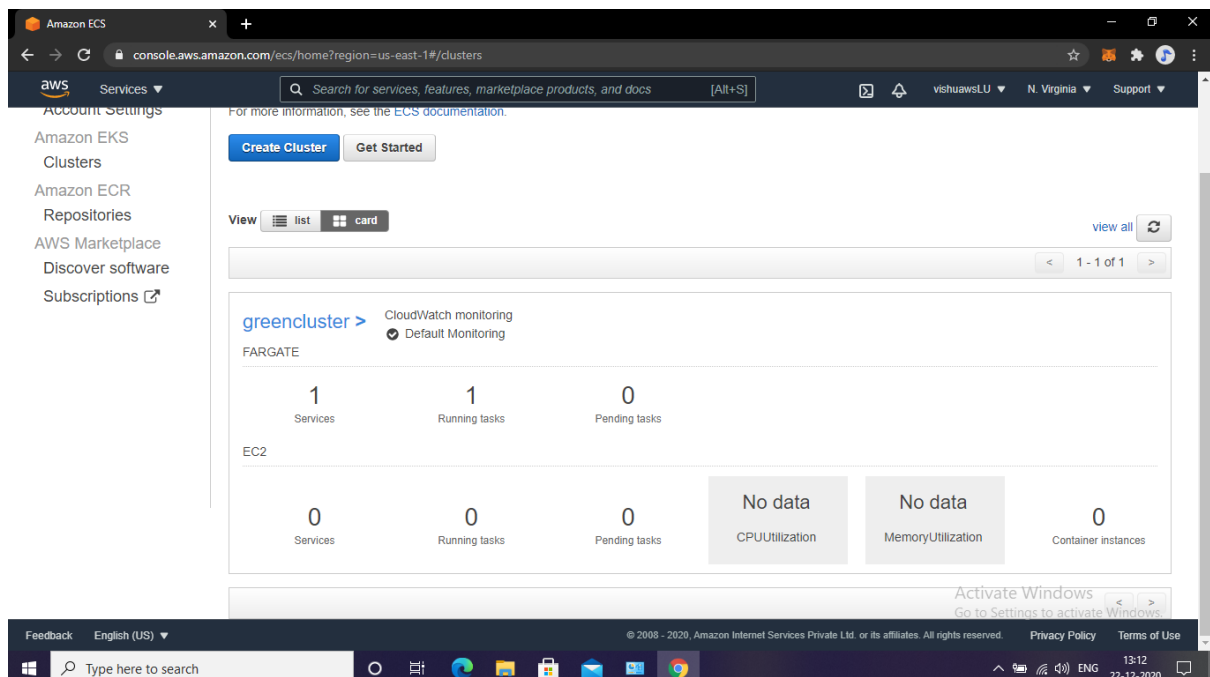 Amazon ECS
console.aws.amazon.com/ecs/home?region=us-east-1#/clusters
aws Services ▼ Search for services, features, marketplace products, and docs [Alt+S] vishuawsLU ▼ N. Virginia ▼ Support ▼
Account Settings
For more information, see the ECS documentation.
Amazon EKS
Clusters
Amazon ECR
Repositories
AWS Marketplace
Discover software
Subscriptions
Create Cluster Get Started
View list card
view all
< 1 - 1 of 1 >
greencluster > CloudWatch monitoring
Default Monitoring
FARGATE
1 1 0
Services Running tasks Pending tasks
EC2
0 0 0 No data No data 0
Services Running tasks Pending tasks CPUUtilization MemoryUtilization Container instances
Activate Windows
Go to Settings to activate Windows.
< >
Feedback English (US) ▼ © 2008 - 2020, Amazon Internet Services Private Ltd. or its affiliates. All rights reserved. Privacy Policy Terms of Use
Type here to search ENG 13:12
22-12-2020